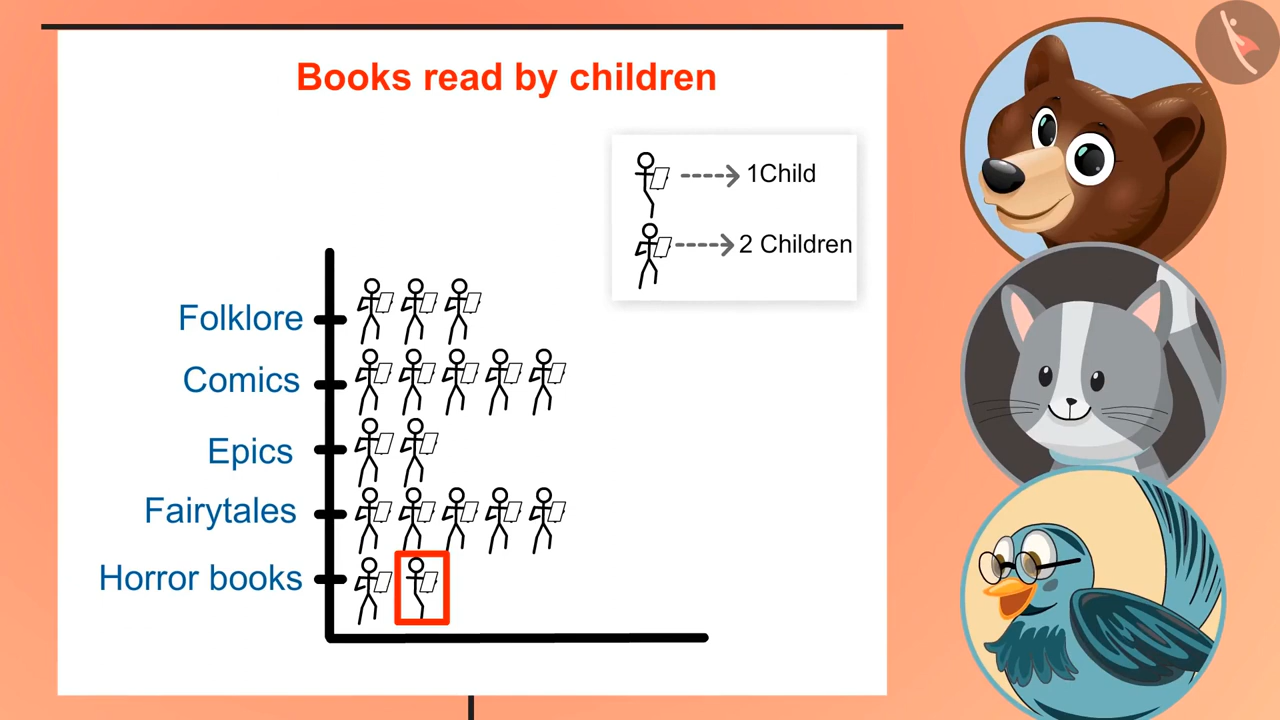 Books read by children
1Child
2 Children
Folklore
Comics
Epics
Fairytales
Horror books